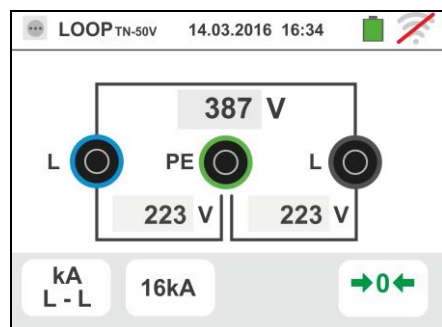 LOOP TN-50V 14.03.2016 16:34
387 V
L PE L
223 V 223 V
kA
L - L
16kA
➔0←